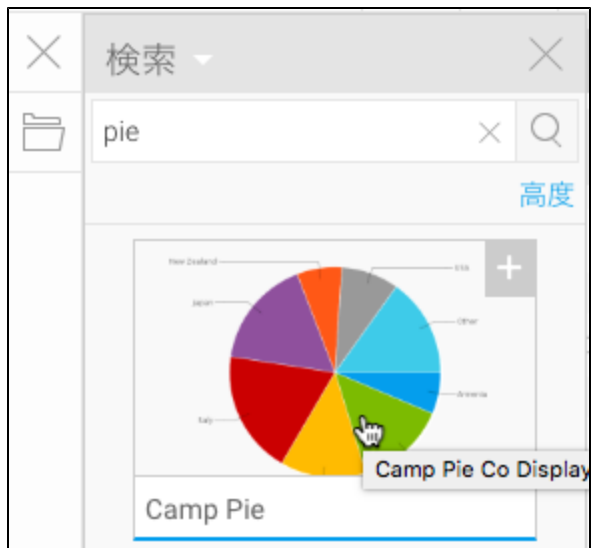 検索
pie
高度
New Zealand
USA
Japan
Other
Armenia
Italy
Camp Pie Co Display
Camp Pie